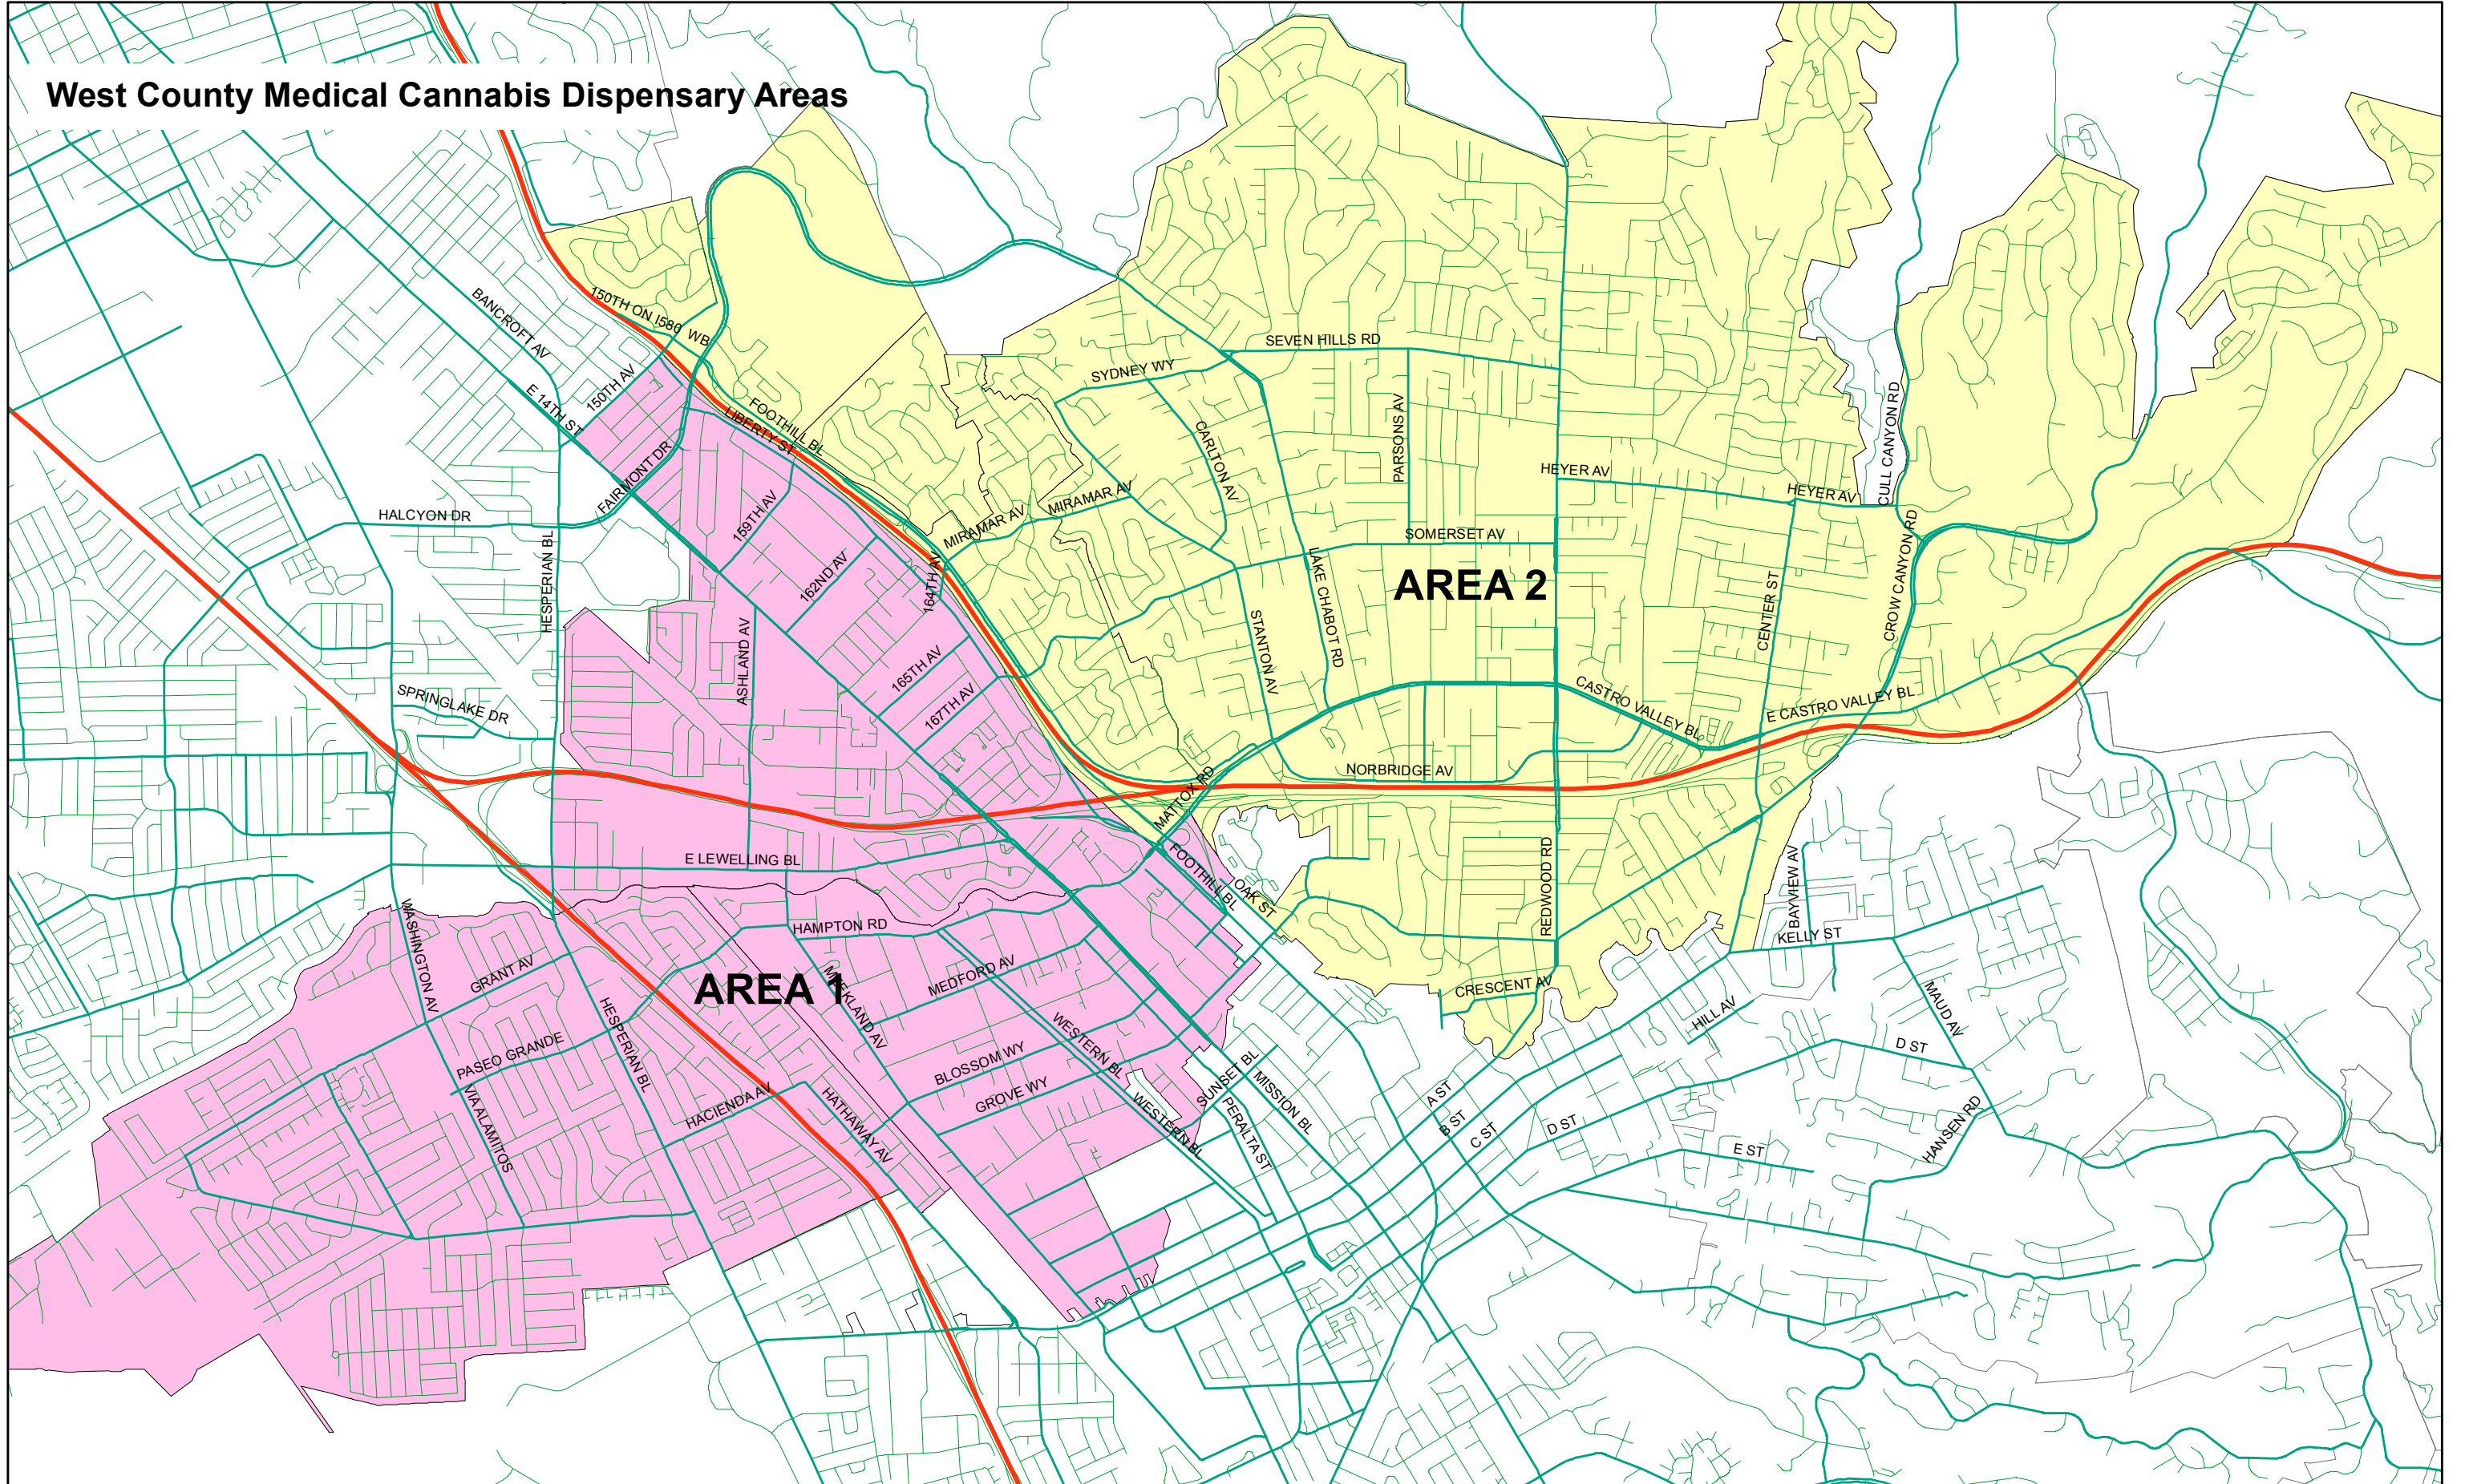 West County Medical Cannabis Dispensary Areas
BANCROFT AV
150TH ON I580 WB
E 14TH ST
150TH AV
FOOTHILL BL
LIBERTY ST
FAIRMONT DR
SEVEN HILLS RD
SYDNEY WY
CARLTON AV
PARSONS AV
HEYER AV
HEYER AV
CULL CANYON RD
HALCYON DR
HESPERIAN BL
159TH AV
162ND AV
164TH AV
MIRAMAR AV
MIRAMAR AV
SOMERSET AV
LAKE CHABOT RD
AREA 2
STANTON AV
CENTER ST
CROW CANYON RD
ASHLAND AV
165TH AV
167TH AV
SPRINGLAKE DR
CASTRO VALLEY BL
E CASTRO VALLEY BL
NORBRIDGE AV
MATTOX RD
E LEWELLING BL
FOOTHILL BL
OAK ST
REDWOOD RD
BAYVIEW AV
KELLY ST
WASHINGTON AV
HAMPTON RD
GRANT AV
AREA 1
MEEKLAND AV
MEDFORD AV
CRESCENT AV
HILL AV
MAUD AV
HESPERIAN BL
PASEO GRANDE
WESTERN BL
BLOSSOM WY
GROVE WY
SUNSET BL
MISSION BL
D ST
VIA ALAMITOS
HACIENDA AV
HATHAWAY AV
WESTERN BL
PERALTA ST
A ST
B ST
C ST
D ST
E ST
HANSEN RD